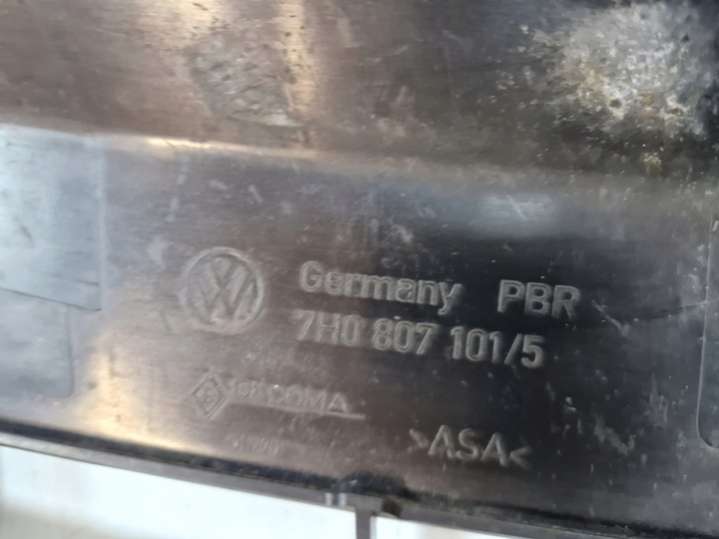 Germany PBR
7H0 807 101/5
>ASA<